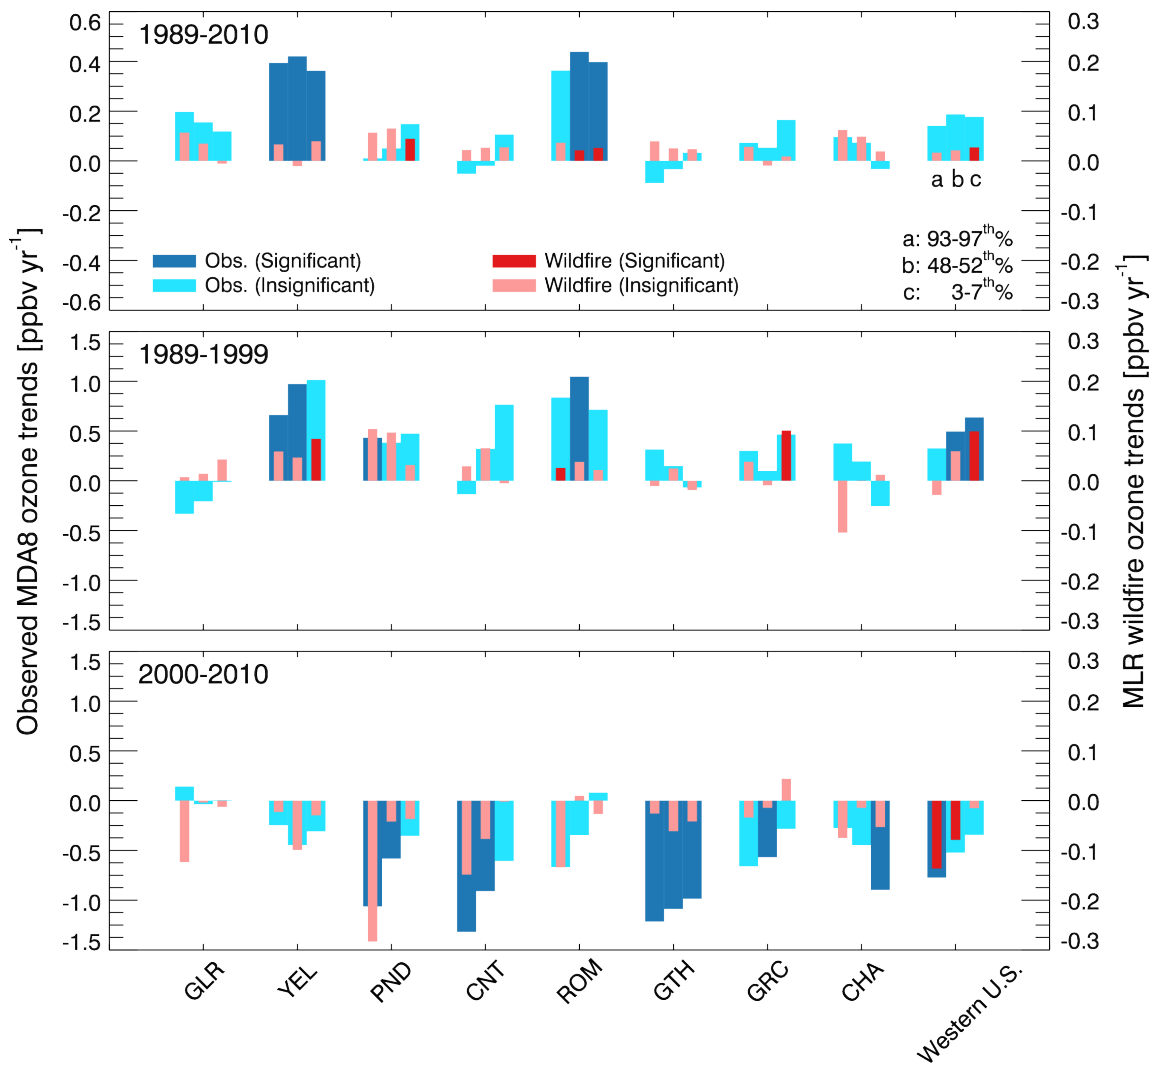 Observed MDA8 ozone trends [ppbv yr-1]
MLR wildfire ozone trends [ppbv yr-1]
1989-2010
0.6
0.4
0.2
0.0
-0.2
-0.4
-0.6
0.3
0.2
0.1
0.0
-0.1
-0.2
-0.3
a b c
a: 93-97th%
b: 48-52th%
c: 3-7th%
Obs. (Significant)
Obs. (Insignificant)
Wildfire (Significant)
Wildfire (Insignificant)
1989-1999
1.5
1.0
0.5
0.0
-0.5
-1.0
-1.5
0.3
0.2
0.1
0.0
-0.1
-0.2
-0.3
2000-2010
1.5
1.0
0.5
0.0
-0.5
-1.0
-1.5
0.3
0.2
0.1
0.0
-0.1
-0.2
-0.3
GLR
YEL
PND
CNT
ROM
GTH
GRC
CHA
Western U.S.